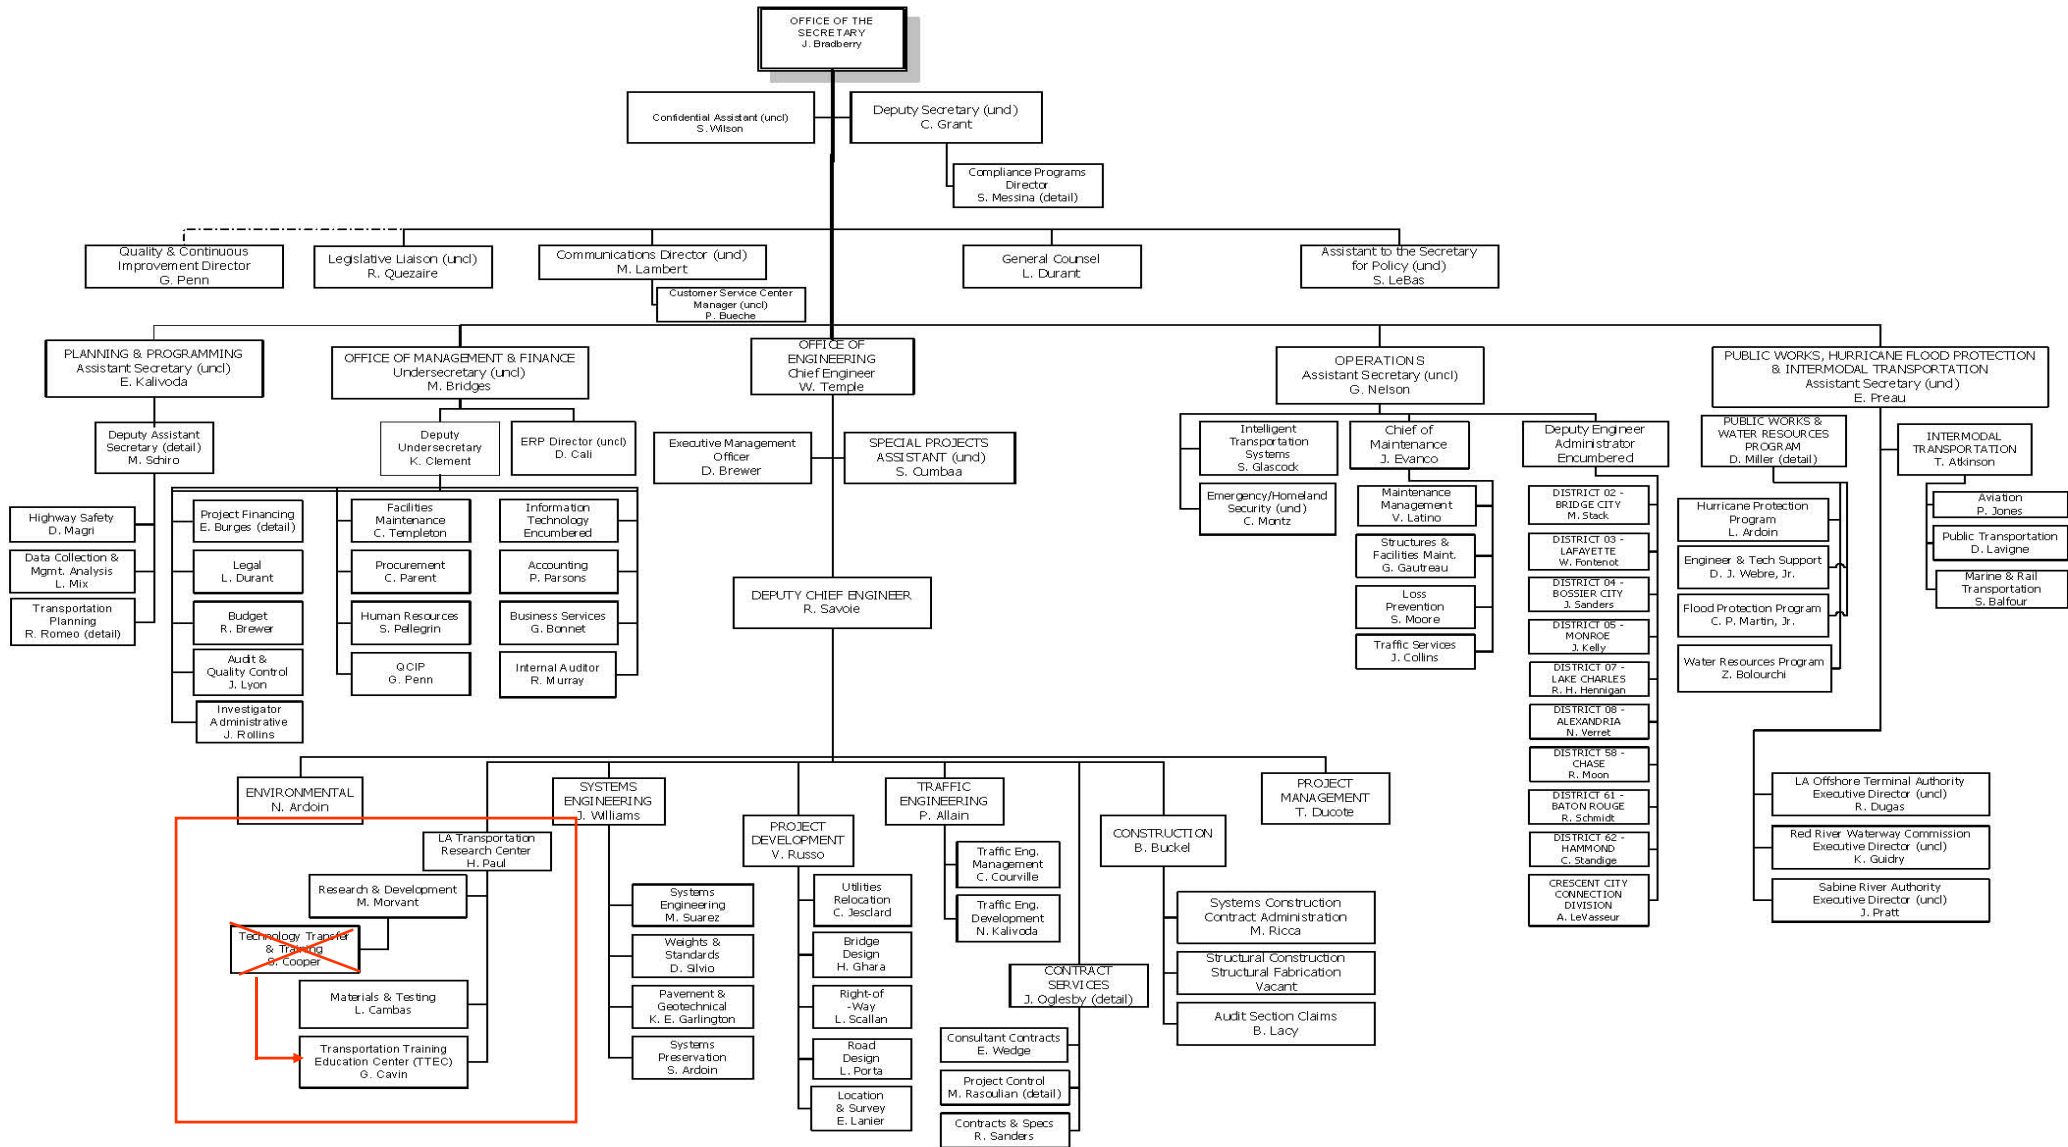 OFFICE OF THE
SECRETARY
J. Bradberry
Confidential Assistant (uncl)
S. Wilson
Deputy Secretary (und)
C. Grant
Compliance Programs
Director
S. Messina (detail)
Quality & Continuous
Improvement Director
G. Penn
Legislative Liaison (uncl)
R. Quezaire
Communications Director (und)
M. Lambert
Customer Service Center
Manager (uncl)
P. Bueche
General Counsel
L. Durant
Assistant to the Secretary
for Policy (und)
S. LeBas
PLANNING & PROGRAMMING
Assistant Secretary (uncl)
E. Kalivoda
OFFICE OF MANAGEMENT & FINANCE
Undersecretary (uncl)
M. Bridges
OFFICE OF
ENGINEERING
Chief Engineer
W. Temple
OPERATIONS
Assistant Secretary (uncl)
G. Nelson
PUBLIC WORKS, HURRICANE FLOOD PROTECTION
& INTERMODAL TRANSPORTATION
Assistant Secretary (und)
E. Preau
Deputy Assistant
Secretary (detail)
M. Schiro
Deputy
Undersecretary
K. Clement
ERP Director (uncl)
D. Cali
Executive Management
Officer
D. Brewer
SPECIAL PROJECTS
ASSISTANT (und)
S. Cumbaa
Intelligent
Transportation
Systems
S. Glascock
Chief of
Maintenance
J. Evanco
Deputy Engineer
Administrator
Encumbered
PUBLIC WORKS &
WATER RESOURCES
PROGRAM
D. Miller (detail)
INTERMODAL
TRANSPORTATION
T. Atkinson
Highway Safety
D. Magri
Data Collection &
Mgmt. Analysis
L. Mix
Transportation
Planning
R. Romeo (detail)
Project Financing
E. Burges (detail)
Legal
L. Durant
Budget
R. Brewer
Audit &
Quality Control
J. Lyon
Investigator
Administrative
J. Rollins
Facilities
Maintenance
C. Templeton
Procurement
C. Parent
Human Resources
S. Pellegrin
QCIP
G. Penn
Information
Technology
Encumbered
Accounting
P. Parsons
Business Services
G. Bonnet
Internal Auditor
R. Murray
DEPUTY CHIEF ENGINEER
R. Savoie
Emergency/Homeland
Security (und)
C. Montz
Maintenance
Management
V. Latino
Structures &
Facilities Maint.
G. Gautreau
Loss
Prevention
S. Moore
Traffic Services
J. Collins
DISTRICT 02 -
BRIDGE CITY
M. Stack
DISTRICT 03 -
LAFAYETTE
W. Fontenot
DISTRICT 04 -
BOSSIER CITY
J. Sanders
DISTRICT 05 -
MONROE
J. Kelly
DISTRICT 07 -
LAKE CHARLES
R. H. Hennigan
DISTRICT 08 -
ALEXANDRIA
N. Verret
DISTRICT 58 -
CHASE
R. Moon
DISTRICT 61 -
BATON ROUGE
R. Schmidt
DISTRICT 62 -
HAMMOND
C. Standige
CRESCENT CITY
CONNECTION
DIVISION
A. LeVasseur
Hurricane Protection
Program
L. Ardoin
Engineer & Tech Support
D. J. Webre, Jr.
Flood Protection Program
C. P. Martin, Jr.
Water Resources Program
Z. Bolourchi
Aviation
P. Jones
Public Transportation
D. Lavigne
Marine & Rail
Transportation
S. Balfour
LA Offshore Terminal Authority
Executive Director (uncl)
R. Dugas
Red River Waterway Commission
Executive Director (uncl)
K. Guidry
Sabine River Authority
Executive Director (uncl)
J. Pratt
ENVIRONMENTAL
N. Ardoin
LA Transportation
Research Center
H. Paul
Research & Development
M. Morvant
Technology Transfer
& Training
S. Cooper
Materials & Testing
L. Cambas
Transportation Training
Education Center (TTEC)
G. Cavin
SYSTEMS
ENGINEERING
J. Williams
Systems
Engineering
M. Suarez
Weights &
Standards
D. Silvio
Pavement &
Geotechnical
K. E. Garlington
Systems
Preservation
S. Ardoin
PROJECT
DEVELOPMENT
V. Russo
Utilities
Relocation
C. Jesclard
Bridge
Design
H. Ghara
Right-of
-Way
L. Scallan
Road
Design
L. Porta
Location
& Survey
E. Lanier
TRAFFIC
ENGINEERING
P. Allain
Traffic Eng.
Management
C. Courville
Traffic Eng.
Development
N. Kalivoda
CONTRACT
SERVICES
J. Oglesby (detail)
Consultant Contracts
E. Wedge
Project Control
M. Rasoulian (detail)
Contracts & Specs
R. Sanders
CONSTRUCTION
B. Buckel
Systems Construction
Contract Administration
M. Ricca
Structural Construction
Structural Fabrication
Vacant
Audit Section Claims
B. Lacy
PROJECT
MANAGEMENT
T. Ducote